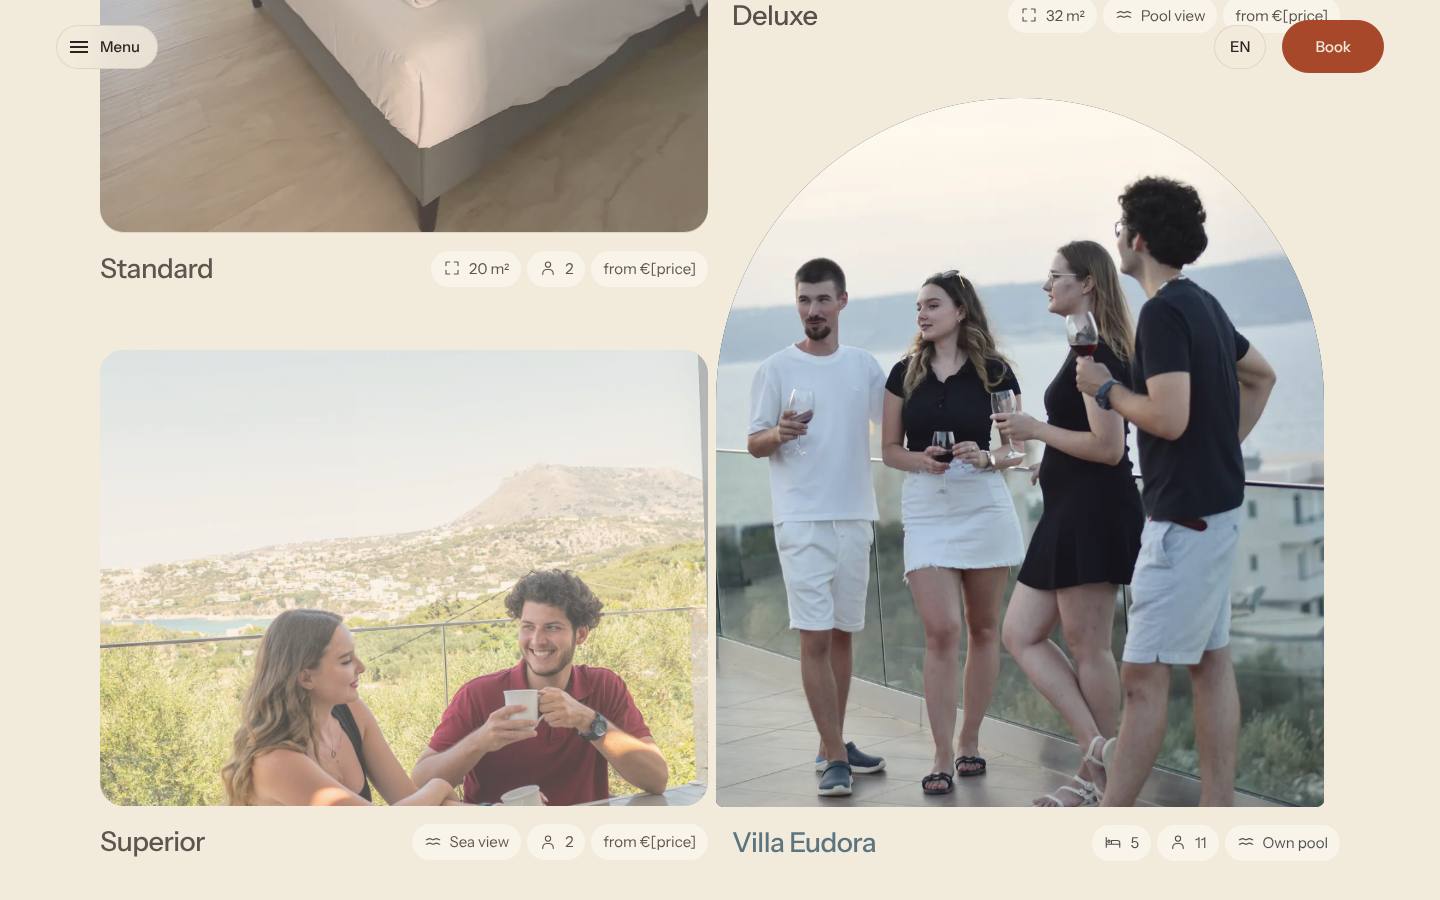 Deluxe
32 m²
Pool view
from €[price]
Menu
EN
Book
Standard
20 m²
2
from €[price]
Superior
Sea view
2
from €[price]
Villa Eudora
5
11
Own pool